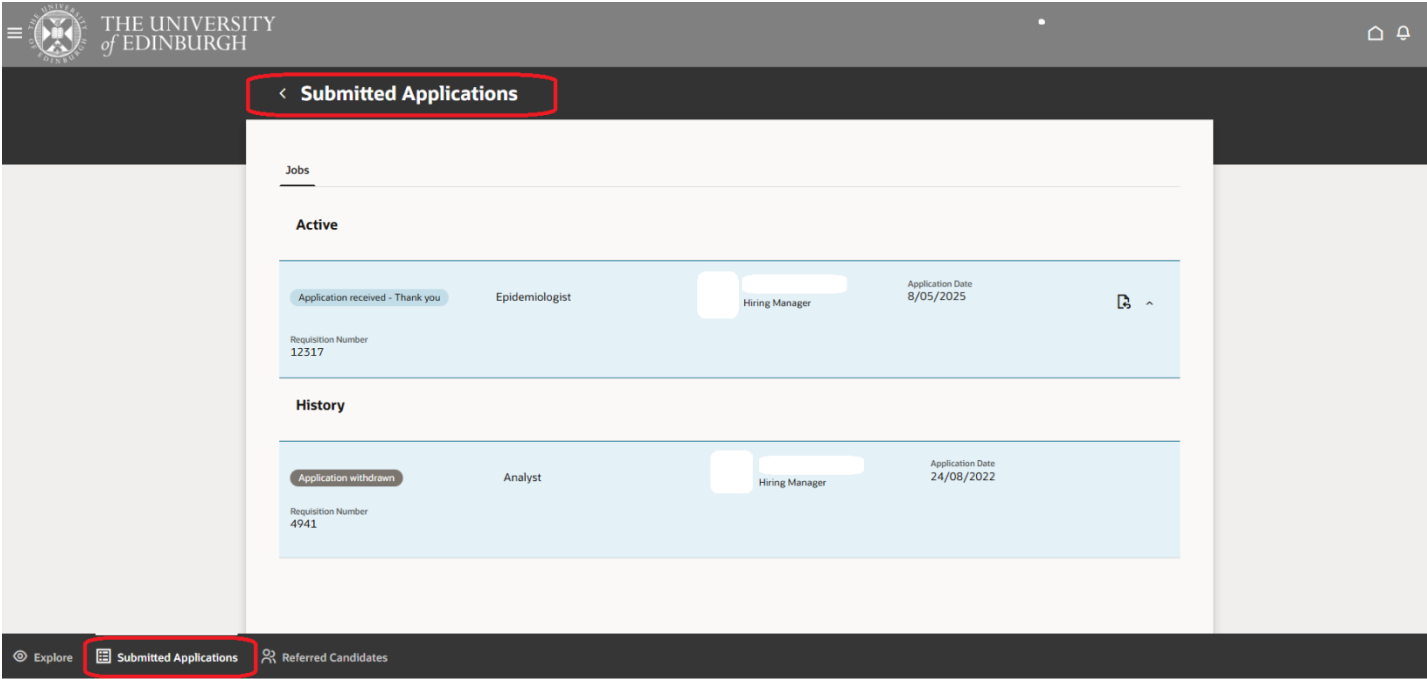 THE UNIVERSITY
of EDINBURGH
Submitted Applications
Jobs
Active
Application received - Thank you
Epidemiologist
Hiring Manager
Application Date
8/05/2025
Requisition Number
12317
History
Application withdrawn
Analyst
Hiring Manager
Application Date
24/08/2022
Requisition Number
4941
Explore
Submitted Applications
Referred Candidates